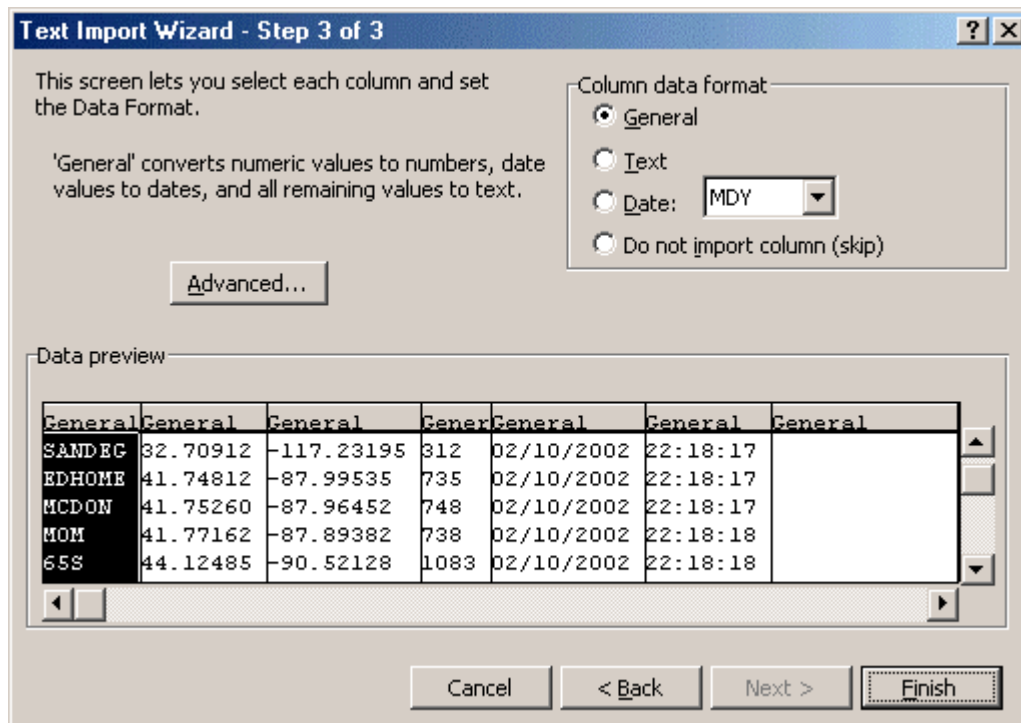 Text Import Wizard - Step 3 of 3
This screen lets you select each column and set
the Data Format.
'General' converts numeric values to numbers, date
values to dates, and all remaining values to text.
Advanced...
Column data format
General
Text
Date: MDY
Do not import column (skip)
Data preview
General General General Gener General General General
SANDEG 32.70912 -117.23195 312 02/10/2002 22:18:17
EDHOME 41.74812 -87.99535 735 02/10/2002 22:18:17
MCDON 41.75260 -87.96452 748 02/10/2002 22:18:17
MOM 41.77162 -87.89382 738 02/10/2002 22:18:18
65S 44.12485 -90.52128 1083 02/10/2002 22:18:18
Cancel < Back Next > Finish